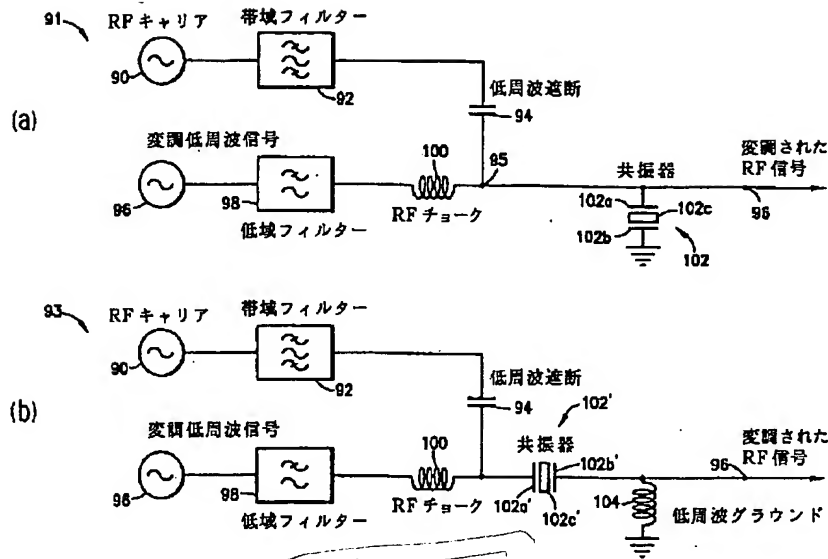 91
RFキャリア
90
帯域フィルター
92
低周波遮断
94
(a)
変調低周波信号
96
98
低域フィルター
100
RFチョーク
95
共振器
102a
102c
102b
102
変調された
RF信号
96
93
RFキャリア
90
帯域フィルター
92
低周波遮断
94
(b)
変調低周波信号
96
98
低域フィルター
100
RFチョーク
102'
共振器
102b'
102a'
102c'
104
低周波グラウンド
変調された
RF信号
96